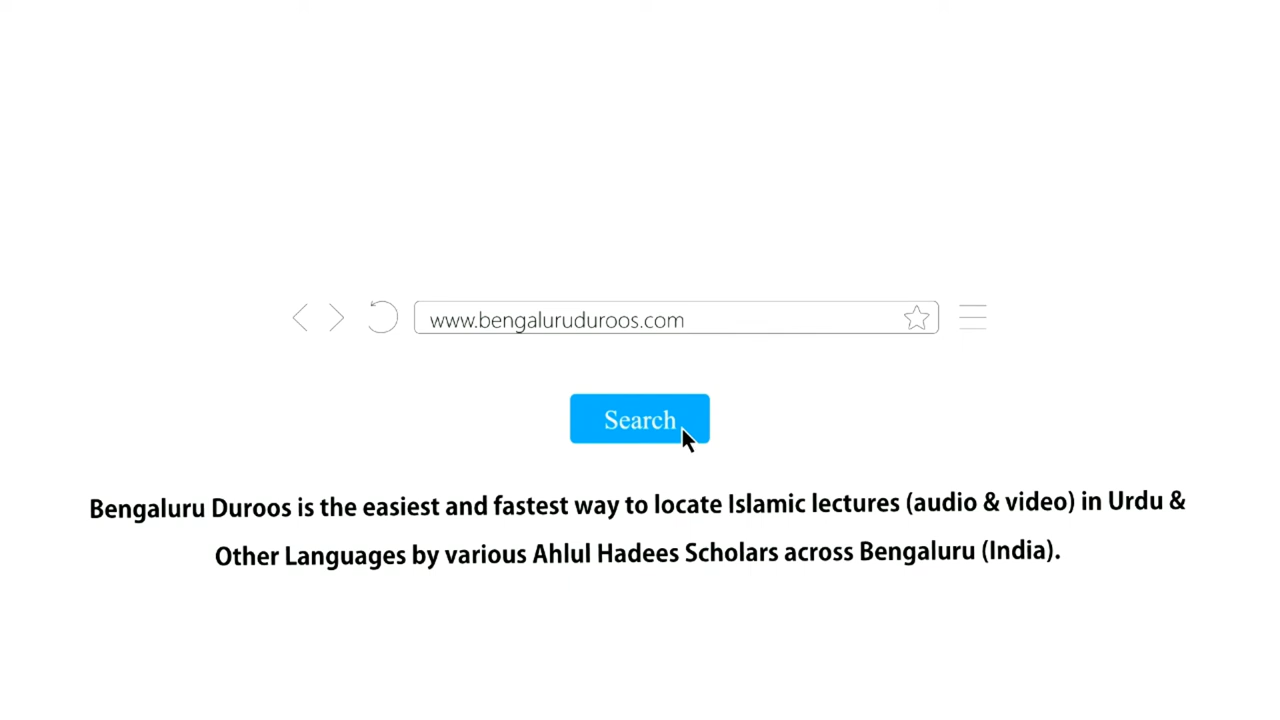 www.bengaluruduroos.com
Search
Bengaluru Duroos is the easiest and fastest way to locate Islamic lectures (audio & video) in Urdu &
Other Languages by various Ahlul Hadees Scholars across Bengaluru (India).